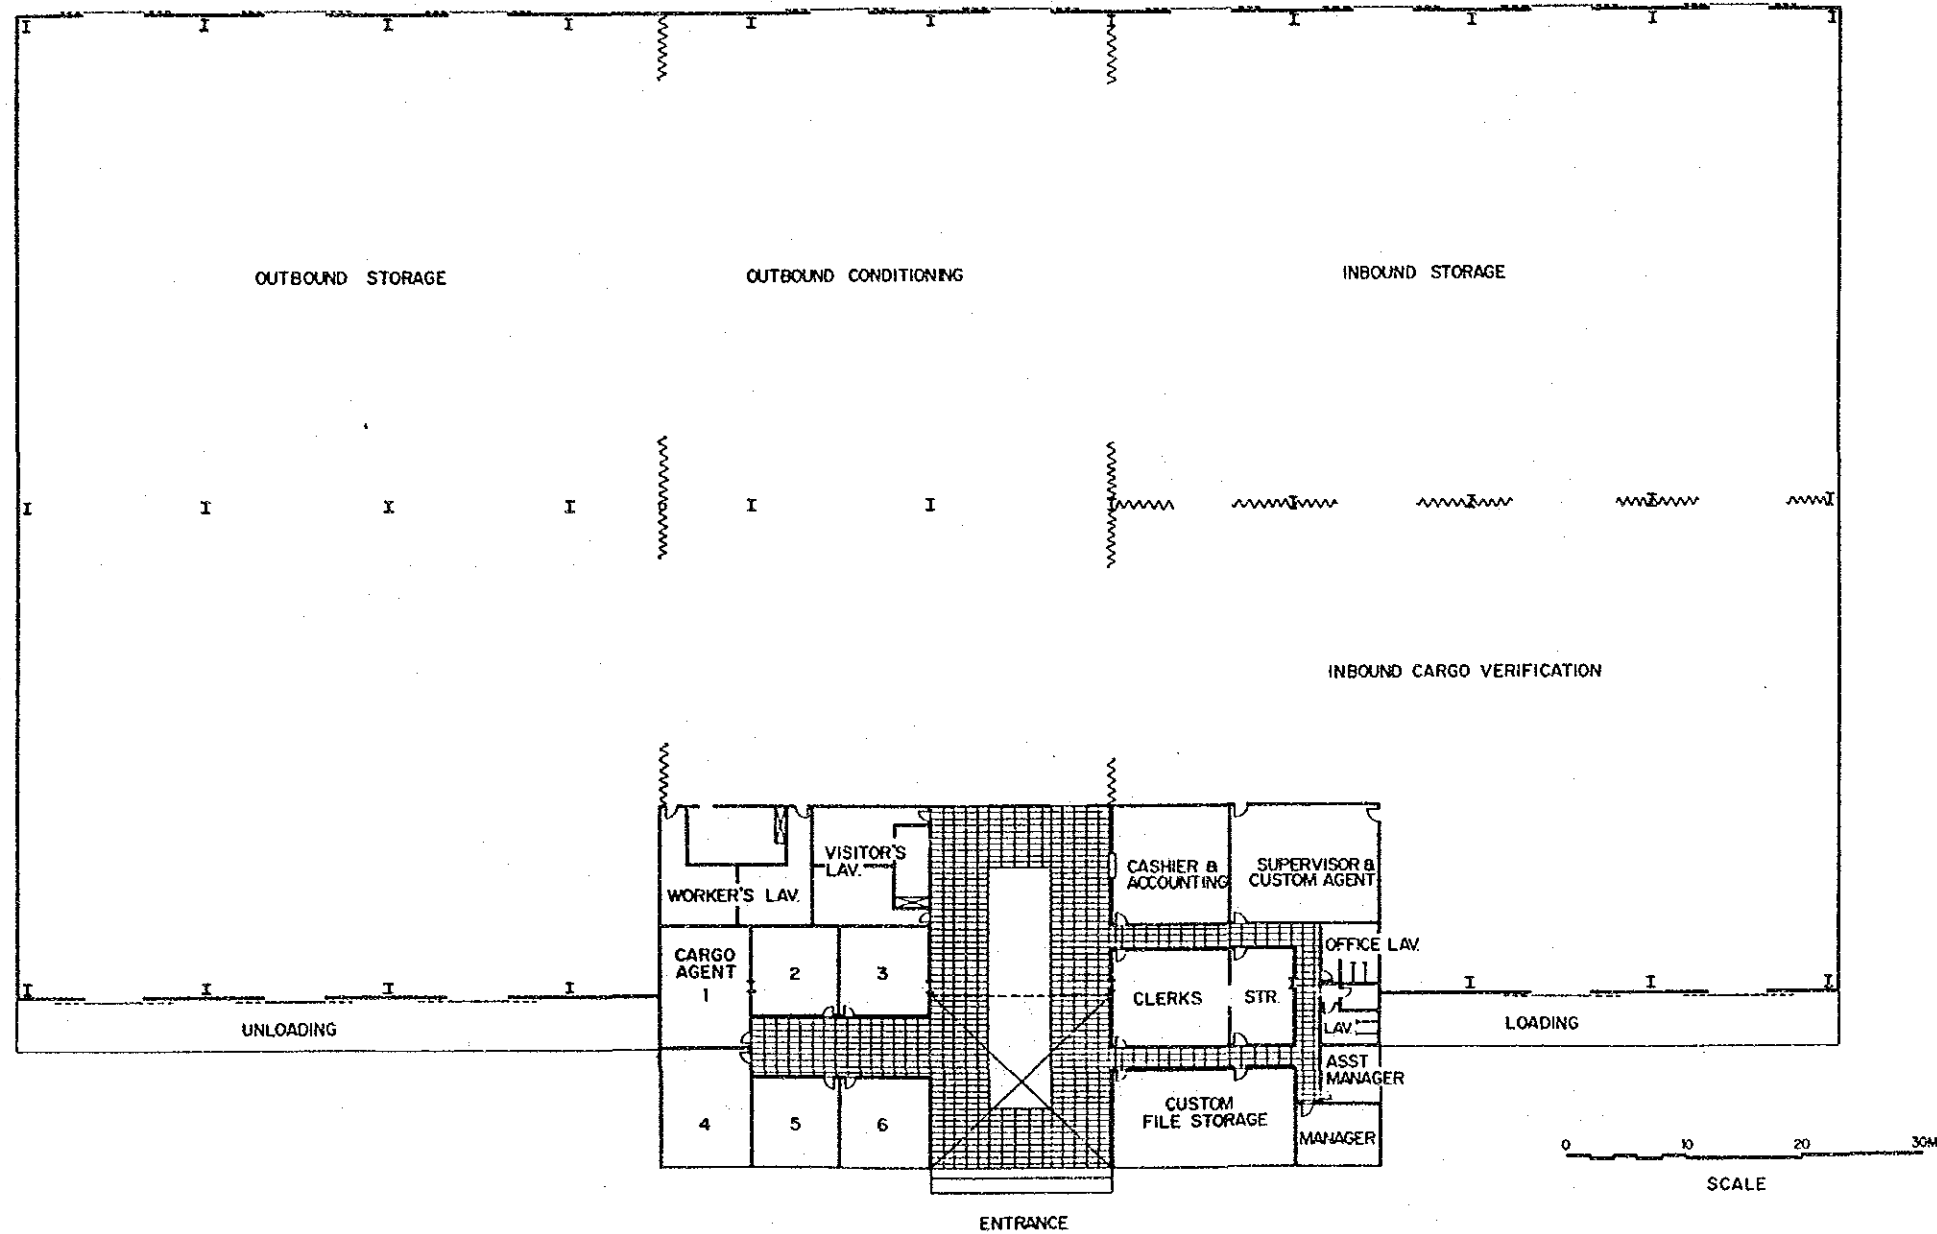 OUTBOUND STORAGE
OUTBOUND CONDITIONING
INBOUND STORAGE
INBOUND CARGO VERIFICATION
VISITOR'S
LAV.
WORKER'S LAV.
CASHIER &
ACCOUNTING
SUPERVISOR &
CUSTOM AGENT
CARGO
AGENT
1
2
3
OFFICE LAV.
CLERKS
STR.
LAV.
UNLOADING
LOADING
ASST
MANAGER
4
5
6
CUSTOM
FILE STORAGE
MANAGER
0 10 20 30M
SCALE
ENTRANCE